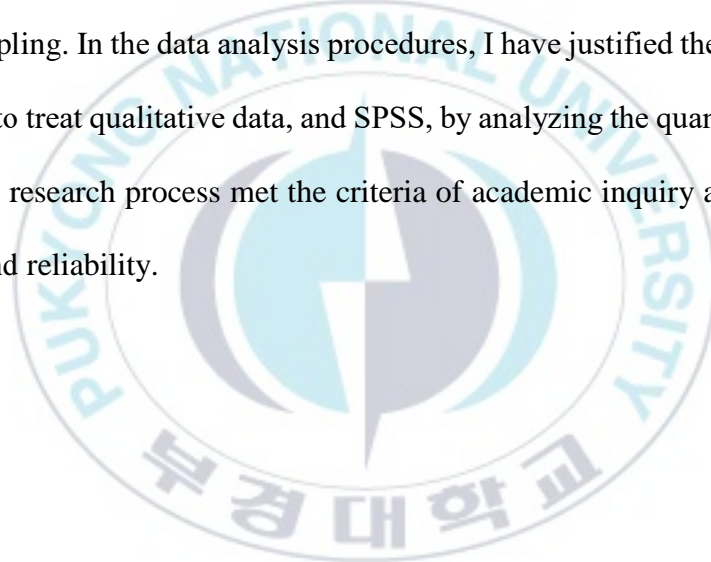 pling. In the data analysis procedures, I have justified the
to treat qualitative data, and SPSS, by analyzing the quan
research process met the criteria of academic inquiry a
nd reliability.
PUKYONG NATIONAL UNIVERSITY
부경대학교